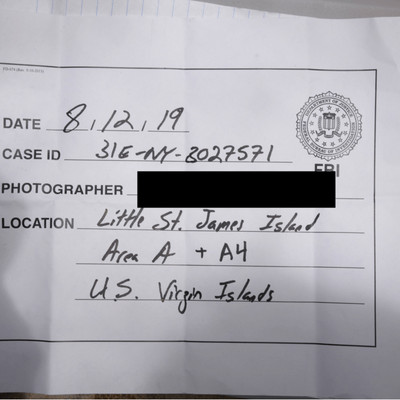 DATE 8, 12, 19
CASE ID 31E-NY-3027571
FBI
PHOTOGRAPHER
LOCATION Little St. James Island
Area A + A4
U.S. Virgin Islands